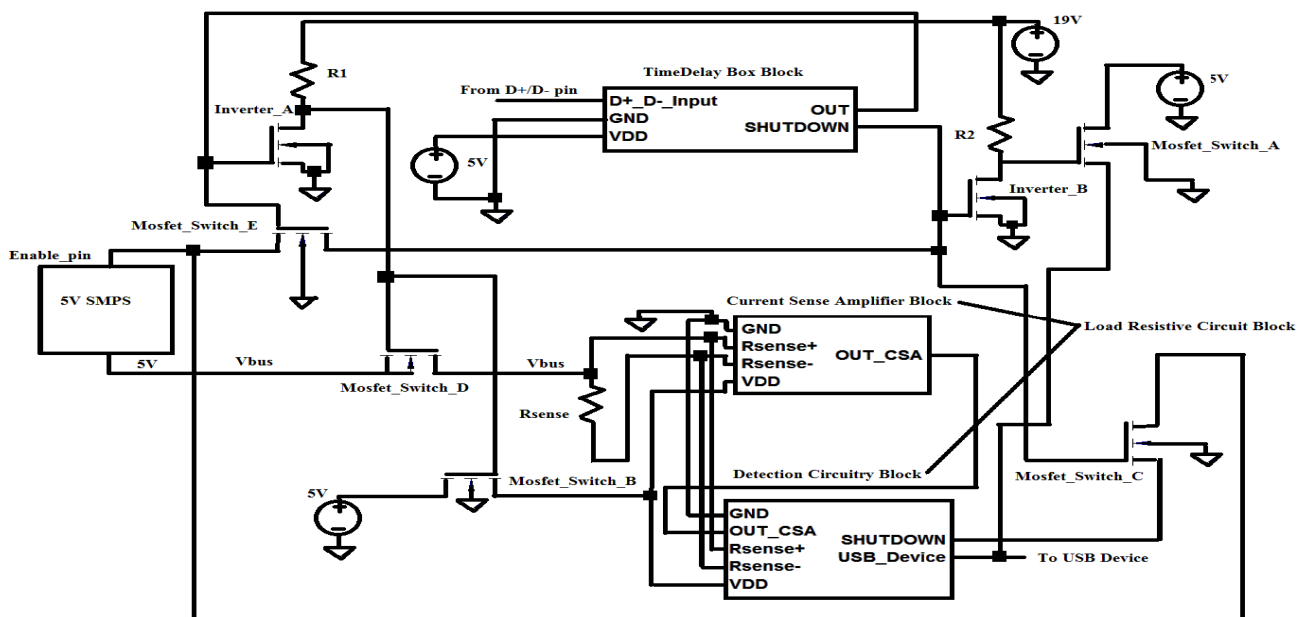 19V
R1
TimeDelay Box Block
5V
From D+/D- pin
Inverter_A
D+_D-_Input
OUT
GND
SHUTDOWN
VDD
R2
5V
Mosfet_Switch_A
Inverter_B
Mosfet_Switch_E
Enable_pin
5V SMPS
Current Sense Amplifier Block
Load Resistive Circuit Block
GND
Rsense+
OUT_CSA
Rsense-
VDD
5V
Vbus
Vbus
Mosfet_Switch_D
Rsense
Detection Circuitry Block
Mosfet_Switch_C
Mosfet_Switch_B
5V
GND
OUT_CSA
SHUTDOWN
Rsense+
USB_Device
To USB Device
Rsense-
VDD